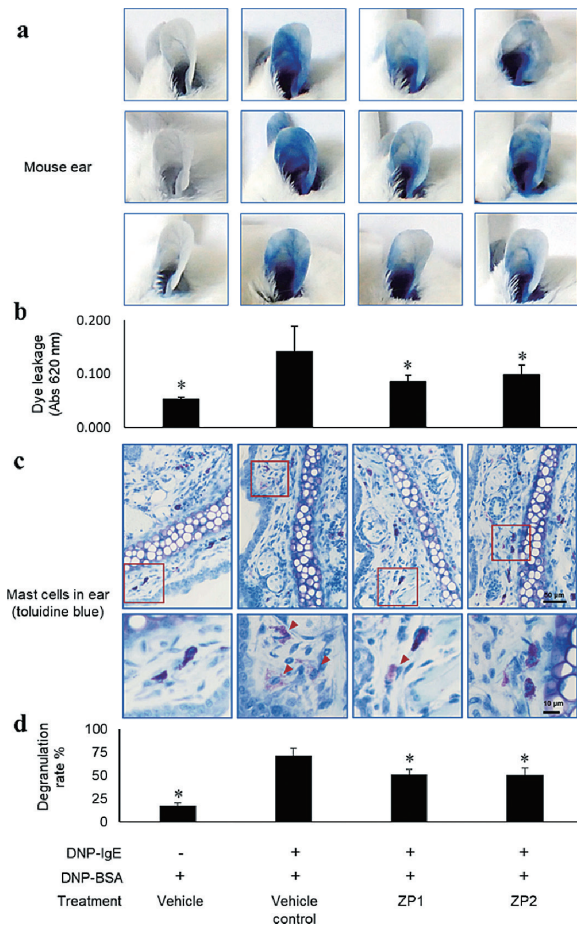 a
Mouse ear
b
0.200
0.100
0.000
Dye leakage
(Abs 620 nm)
*
*
*
c
Mast cells in ear
(toluidine blue)
50 µm
10 µm
d
100
75
50
25
0
Degranulation
rate %
*
*
*
DNP-IgE - + + +
DNP-BSA + + + +
Treatment Vehicle Vehicle control ZP1 ZP2